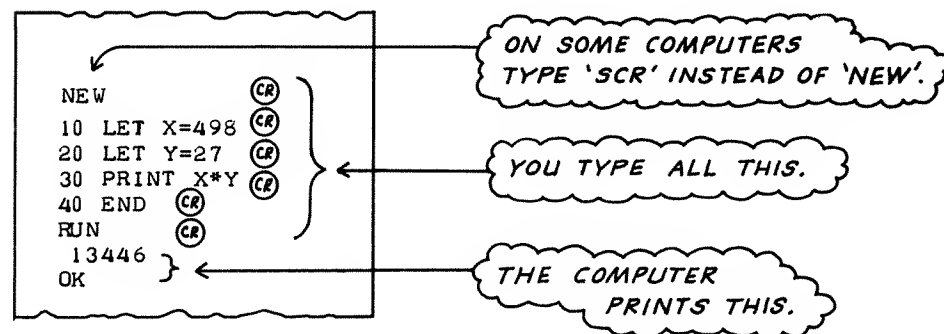 ON SOME COMPUTERS
TYPE 'SCR' INSTEAD OF 'NEW'.
NEW CR
10 LET X=498 CR
20 LET Y=27 CR
30 PRINT X*Y CR
40 END CR
RUN CR
YOU TYPE ALL THIS.
13446
OK
THE COMPUTER
PRINTS THIS.